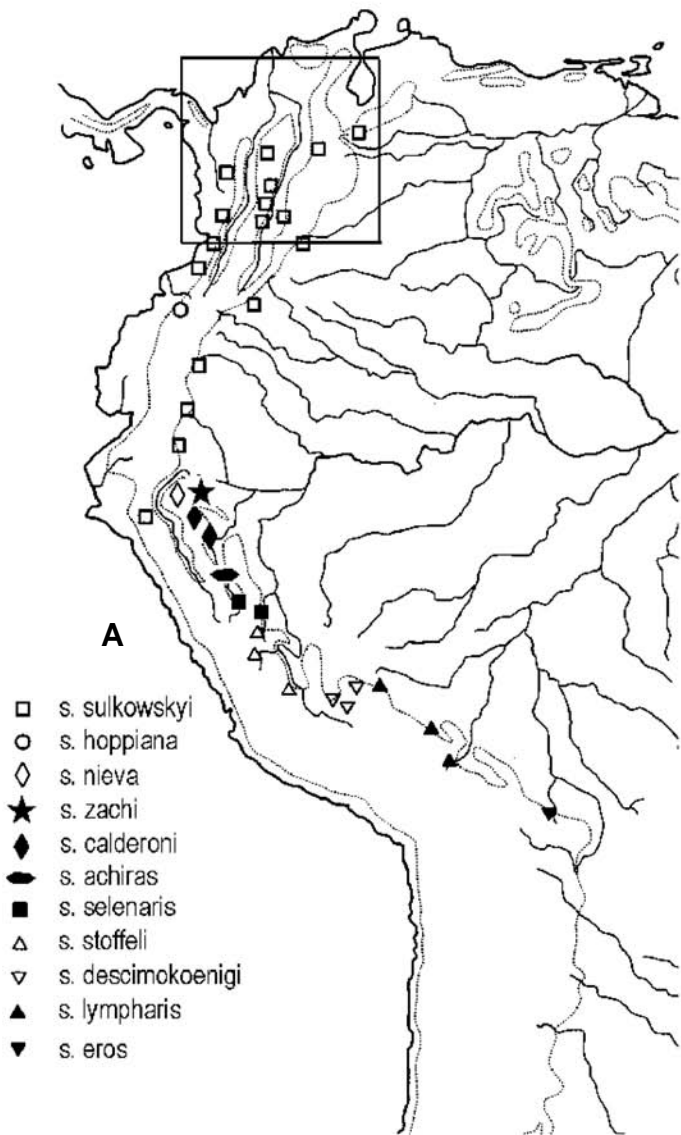 A
s. sulkowskyi
s. hoppiana
s. nieva
s. zachi
s. calderoni
s. achiras
s. selenaris
s. stoffeli
s. descimokoenigi
s. lympharis
s. eros